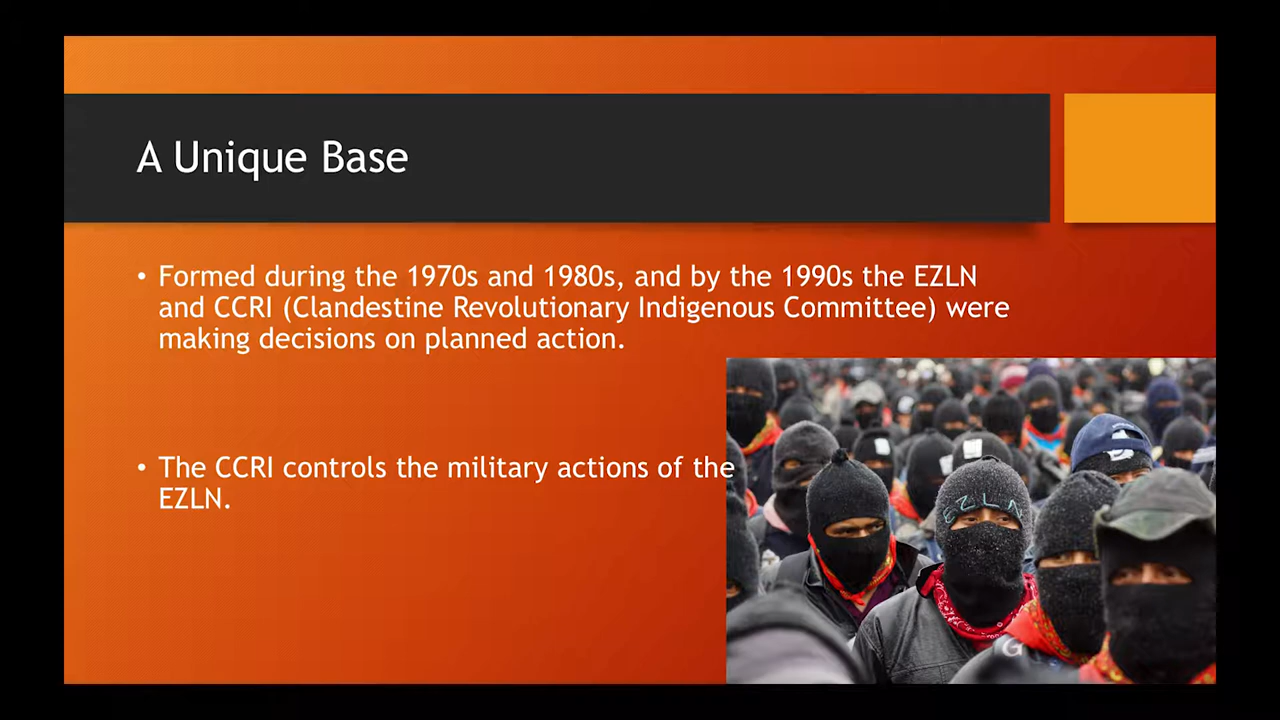 A Unique Base
• Formed during the 1970s and 1980s, and by the 1990s the EZLN
and CCRI (Clandestine Revolutionary Indigenous Committee) were
making decisions on planned action.
• The CCRI controls the military actions of the
EZLN.
EZLN